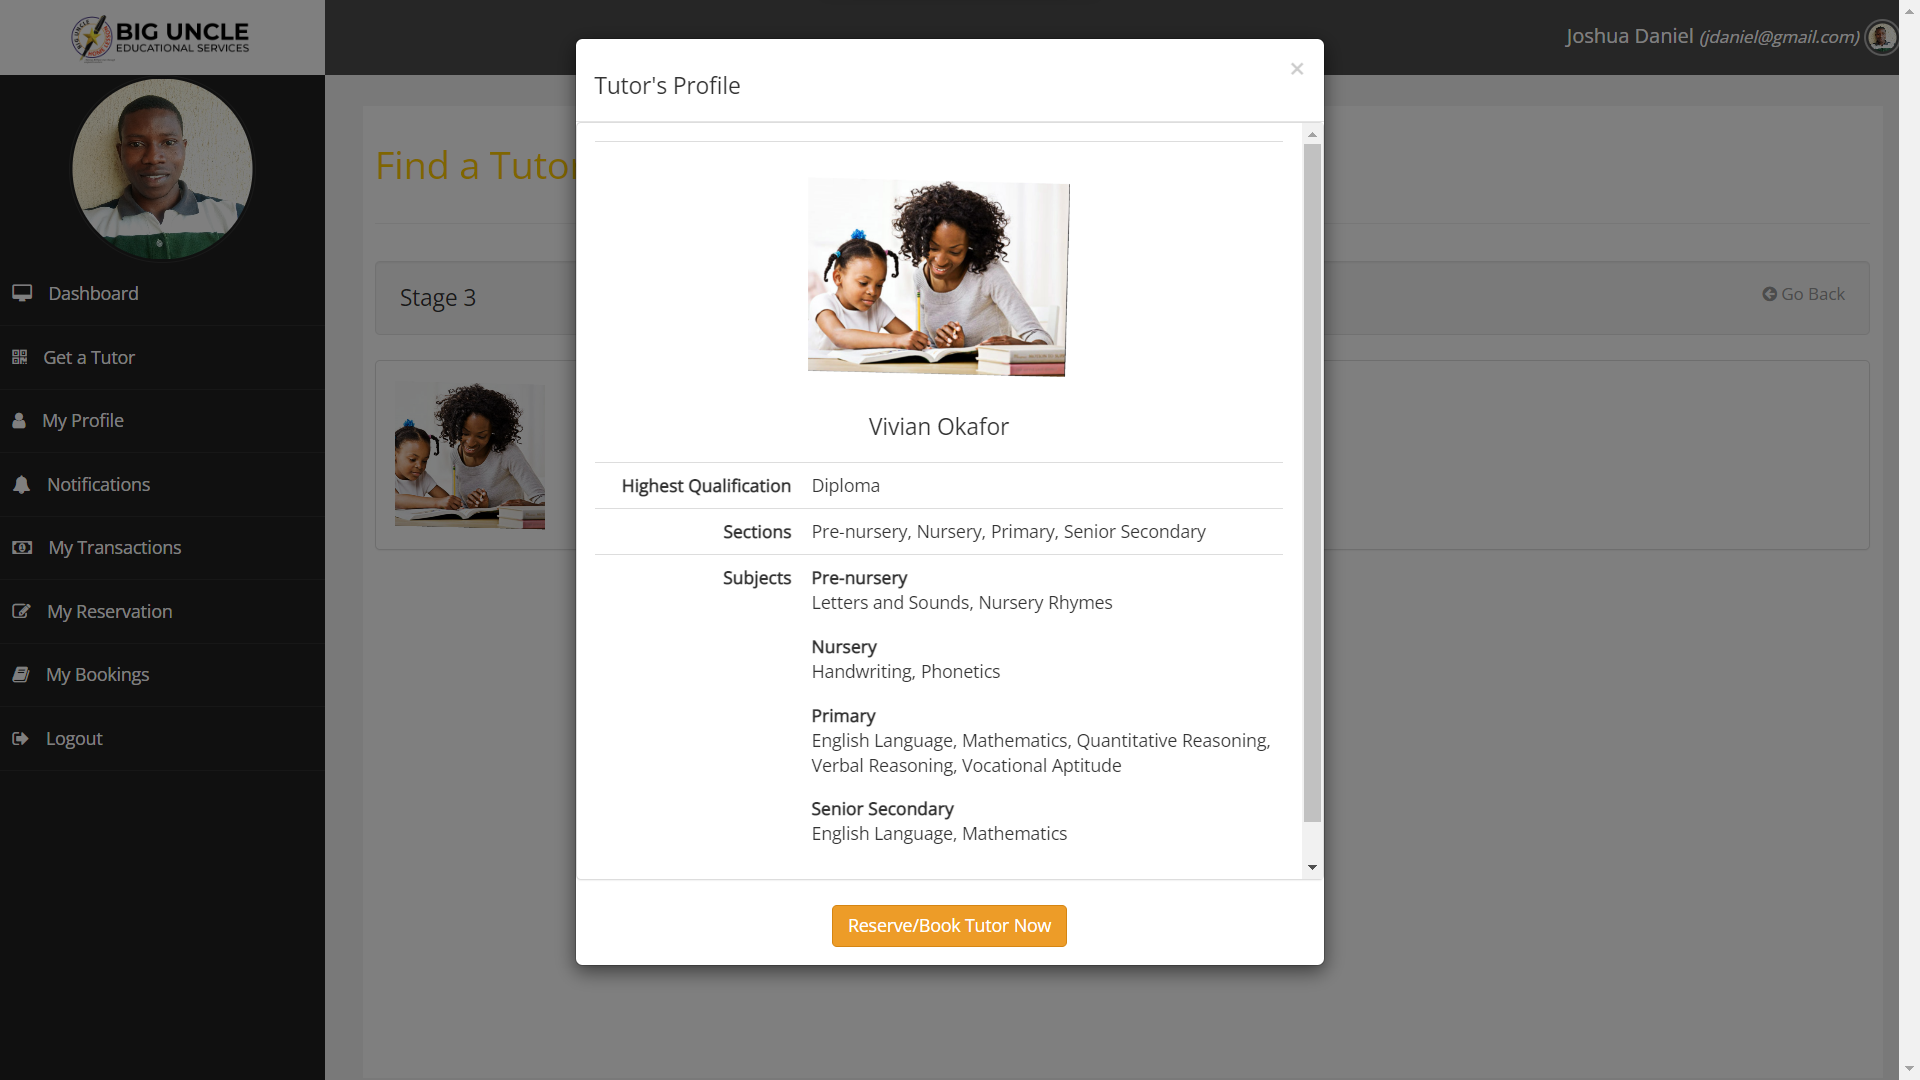 BIG UNCLE
EDUCATIONAL SERVICES
Joshua Daniel (jdaniel@gmail.com)
Dashboard
Get a Tutor
My Profile
Notifications
My Transactions
My Reservation
My Bookings
Logout
Find a Tutor
Stage 3
Go Back
Tutor's Profile
×
Vivian Okafor
Highest Qualification Diploma
Sections Pre-nursery, Nursery, Primary, Senior Secondary
Subjects Pre-nursery
Letters and Sounds, Nursery Rhymes
Nursery
Handwriting, Phonetics
Primary
English Language, Mathematics, Quantitative Reasoning,
Verbal Reasoning, Vocational Aptitude
Senior Secondary
English Language, Mathematics
Reserve/Book Tutor Now